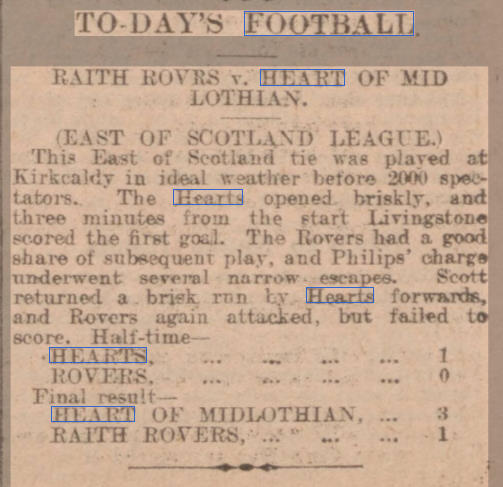 TO-DAY'S FOOTBALL.
RAITH ROVRS v. HEART OF MID
LOTHIAN.
(EAST OF SCOTLAND LEAGUE.)
This East of Scotland tie was played at
Kirkcaldy in ideal weather before 2000 spec-
tators. The Hearts opened briskly, and
three minutes from the start Livingstone
scored the first goal. The Rovers had a good
share of subsequent play, and Philips' charge
underwent several narrow escapes. Scott
returned a brisk run by Hearts forwards,
and Rovers again attacked, but failed to
score. Half-time—
HEARTS, ... ... ... ... 1
ROVERS, ... ... ... ... 0
Final result—
HEART OF MIDLOTHIAN, ... ... 3
RAITH ROVERS, ... ... ... 1